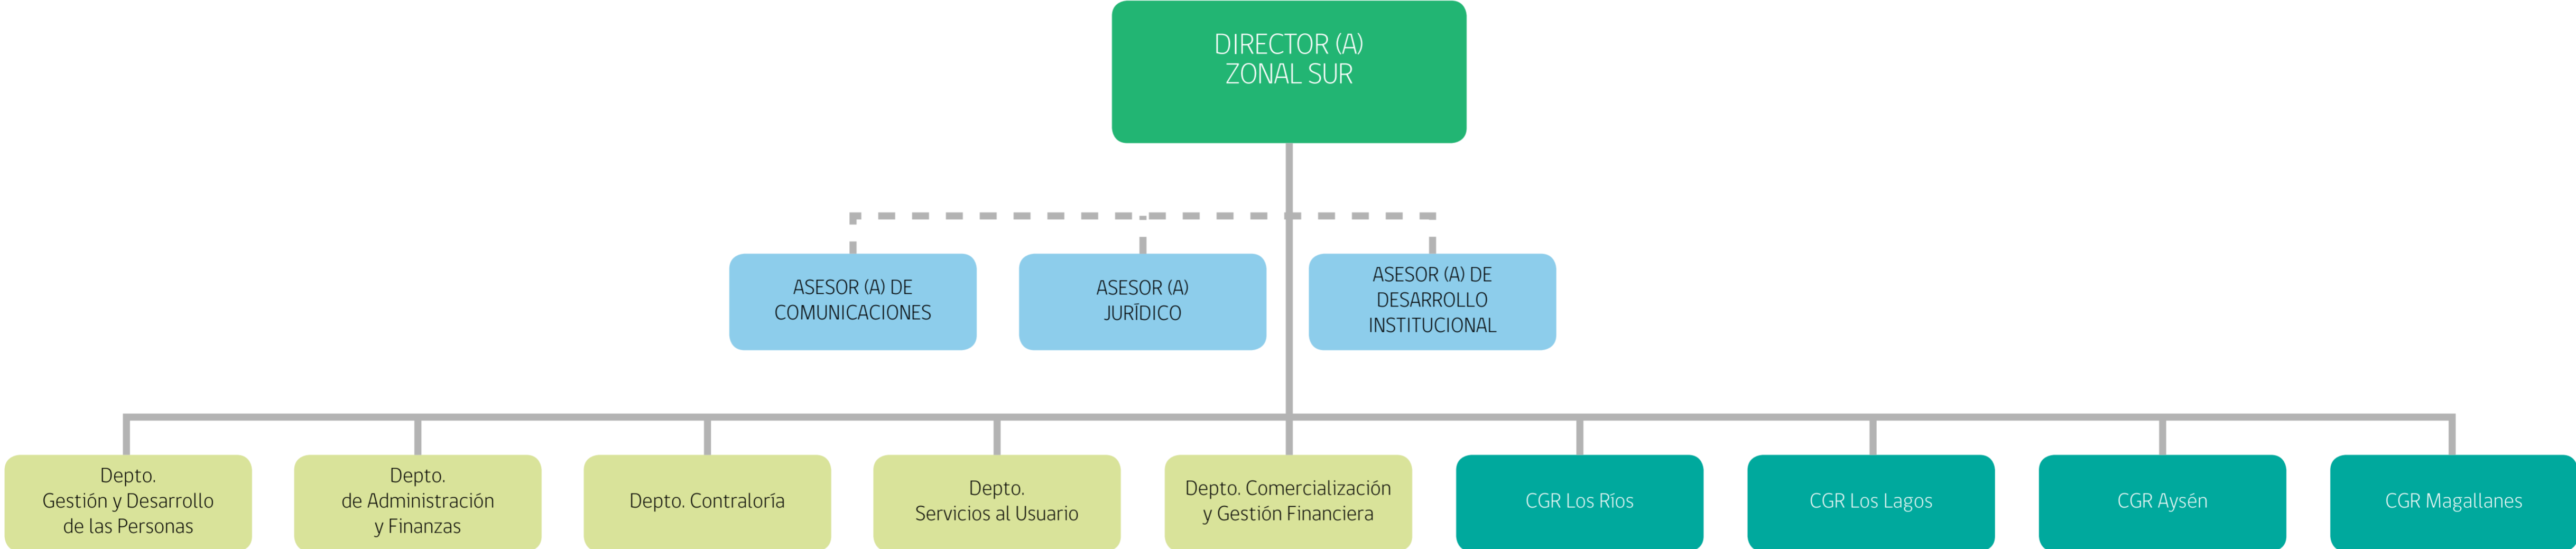 DIRECTOR (A)
ZONAL SUR
ASESOR (A) DE
COMUNICACIONES
ASESOR (A)
JURÍDICO
ASESOR (A) DE
DESARROLLO
INSTITUCIONAL
Depto.
Gestión y Desarrollo
de las Personas
Depto.
de Administración
y Finanzas
Depto. Contraloría
Depto.
Servicios al Usuario
Depto. Comercialización
y Gestión Financiera
CGR Los Ríos
CGR Los Lagos
CGR Aysén
CGR Magallanes